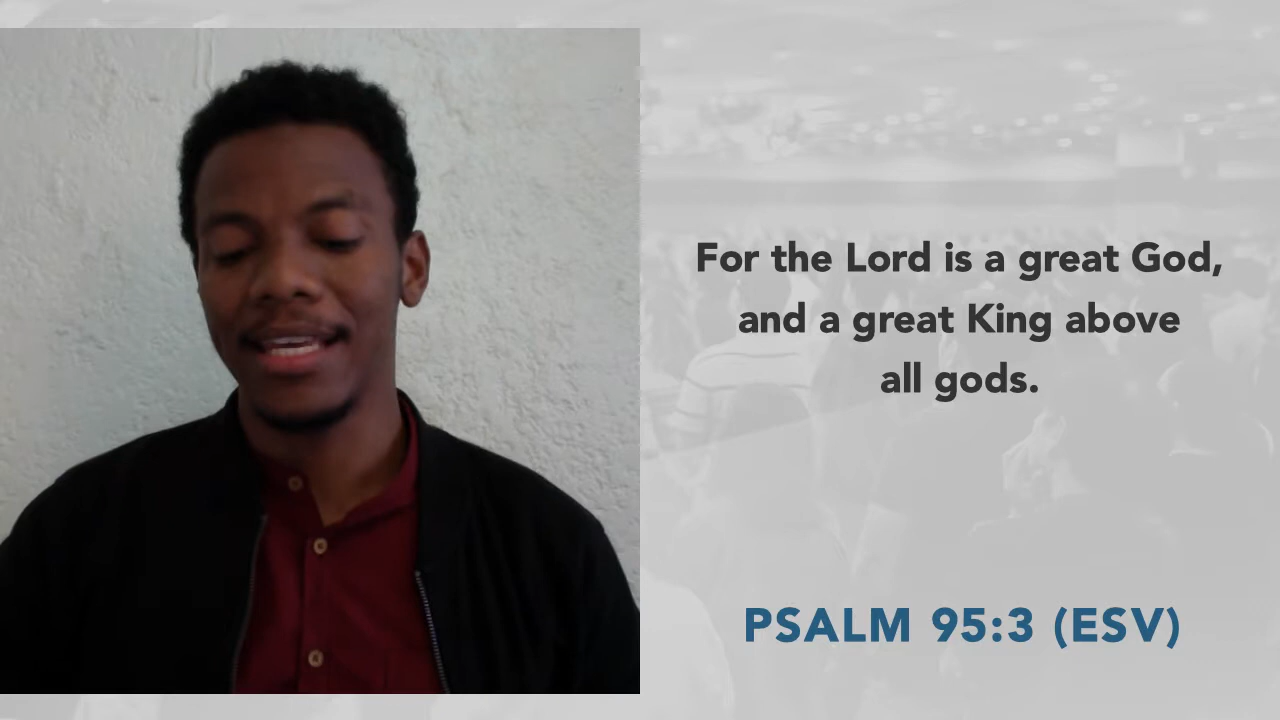 For the Lord is a great God,
and a great King above
all gods.
PSALM 95:3 (ESV)